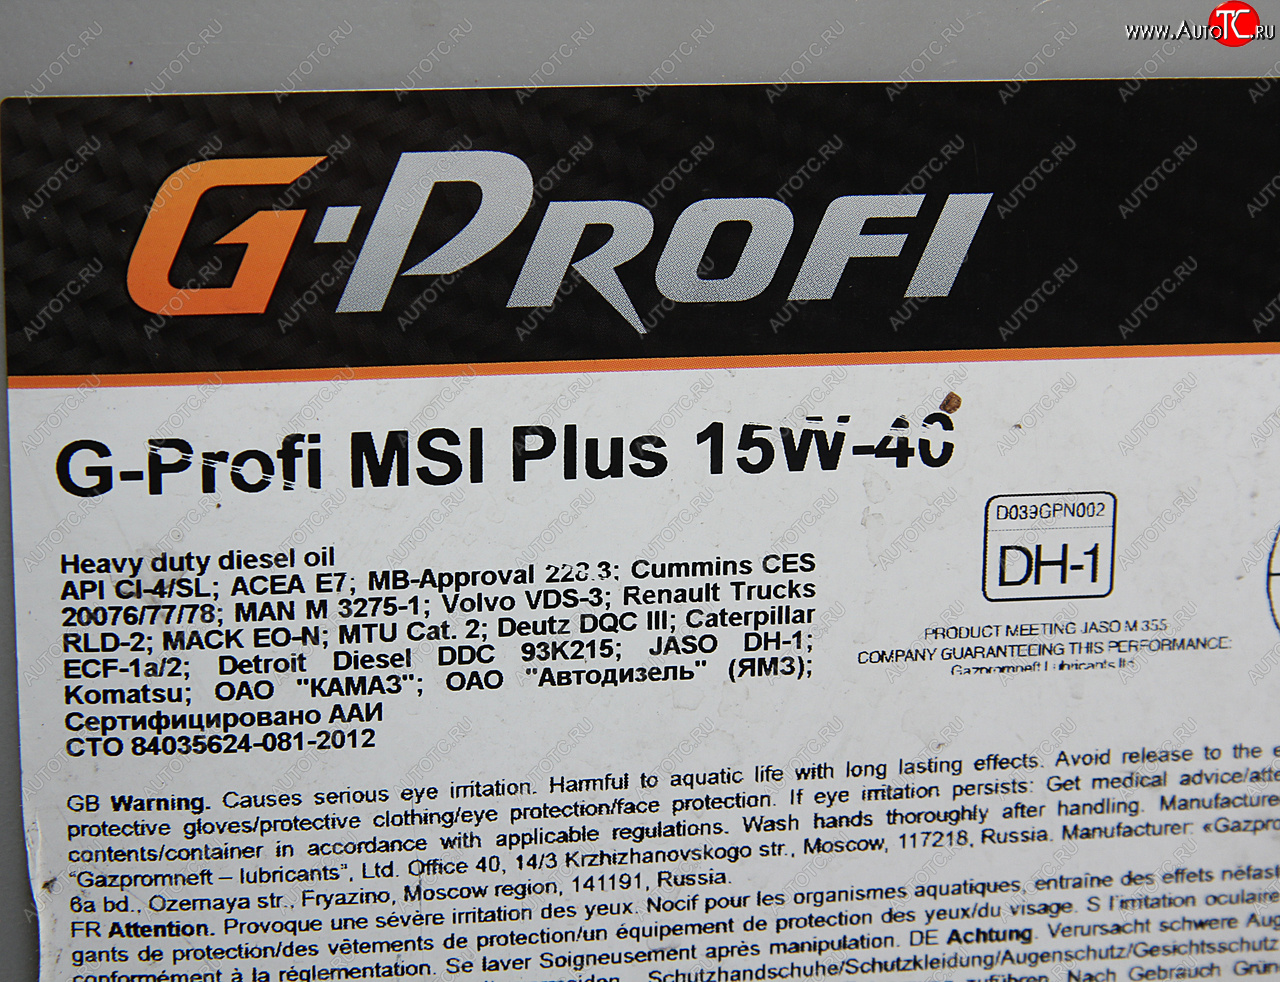 www.AutoTC.ru
G-PROFI
G-Profi MSI Plus 15W-40
D039GPN002
DH-1
PRODUCT MEETING JASO M 355
COMPANY GUARANTEEING THIS PERFORMANCE:
Gazpromneft Lubricants ltd.
Heavy duty diesel oil
API CI-4/SL; ACEA E7; MB-Approval 228.3; Cummins CES
20076/77/78; MAN M 3275-1; Volvo VDS-3; Renault Trucks
RLD-2; MACK EO-N; MTU Cat. 2; Deutz DQC III; Caterpillar
ECF-1a/2; Detroit Diesel DDC 93K215; JASO DH-1;
Komatsu; ОАО "КАМАЗ"; ОАО "Автодизель" (ЯМЗ);
Сертифицировано ААИ
СТО 84035624-081-2012
GB Warning. Causes serious eye irritation. Harmful to aquatic life with long lasting effects. Avoid release to the
protective gloves/protective clothing/eye protection/face protection. If eye irritation persists: Get medical advice/
contents/container in accordance with applicable regulations. Wash hands thoroughly after handling. Manufacture
"Gazpromneft – lubricants", Ltd. Office 40, 14/3 Krzhizhanovskogo str., Moscow, 117218, Russia. Manufacturer: «Gazpro
6a bd., Ozernaya str., Fryazino, Moscow region, 141191, Russia.
FR Attention. Provoque une sévère irritation des yeux. Nocif pour les organismes aquatiques, entraîne des effets néfast
gants de protection/des vêtements de protection/un équipement de protection des yeux/du visage. S l'irritation oculaire
conformément à la réglementation. Se laver Soigneusement après manipulation. DE Achtung. Verursacht schwere Aug
Schutzhandschuhe/Schutzkleidung/Augenschutz/Gesichtsschutz
zuführen. Nach Gebrauch Grün